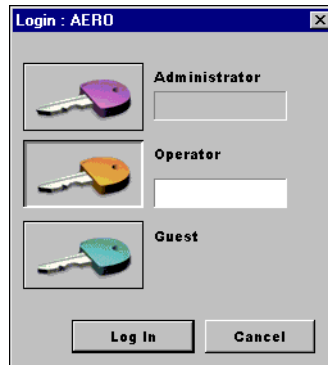 Login : AERO
Administrator
Operator
Guest
Log In
Cancel